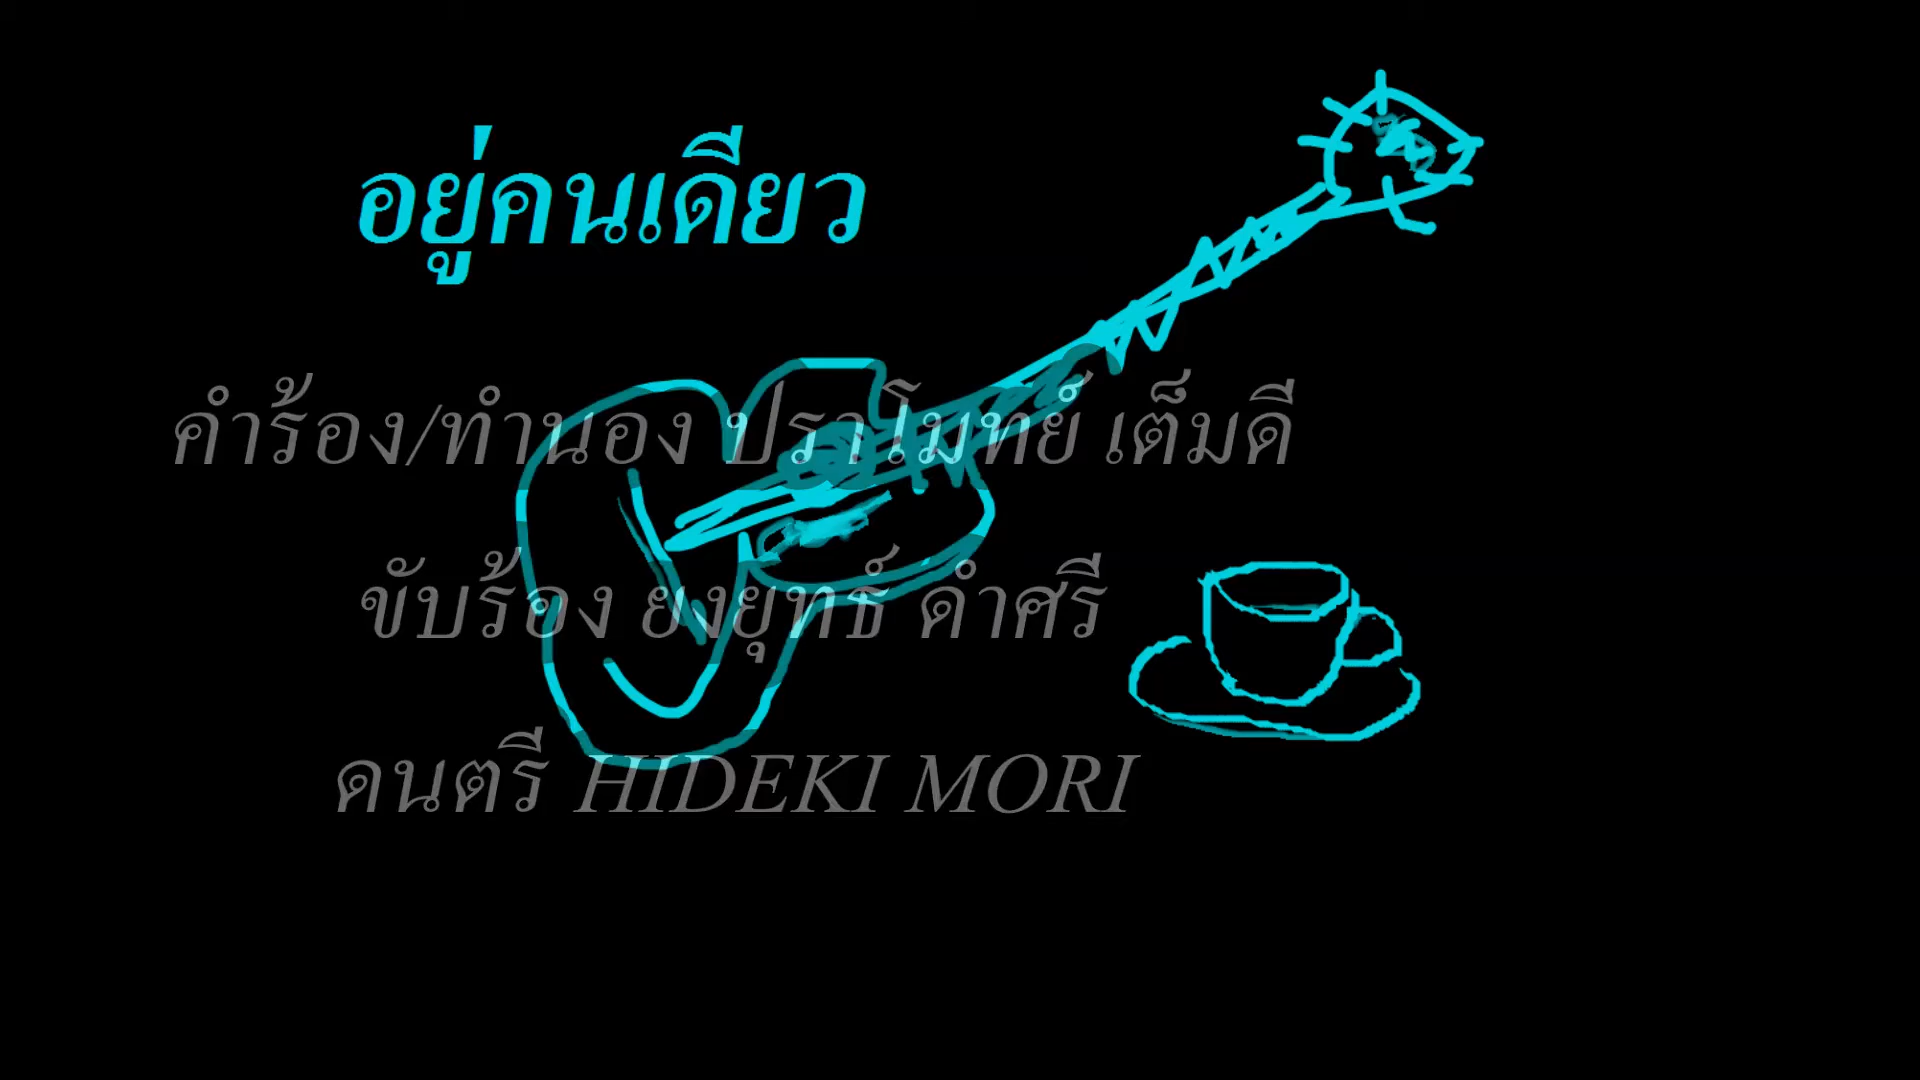 อยู่คนเดียว
คำร้อง/ทำนอง ปราโมทย์ เต็มดี
ขับร้อง ยงยุทธ์ ดำศรี
ดนตรี HIDEKI MORI